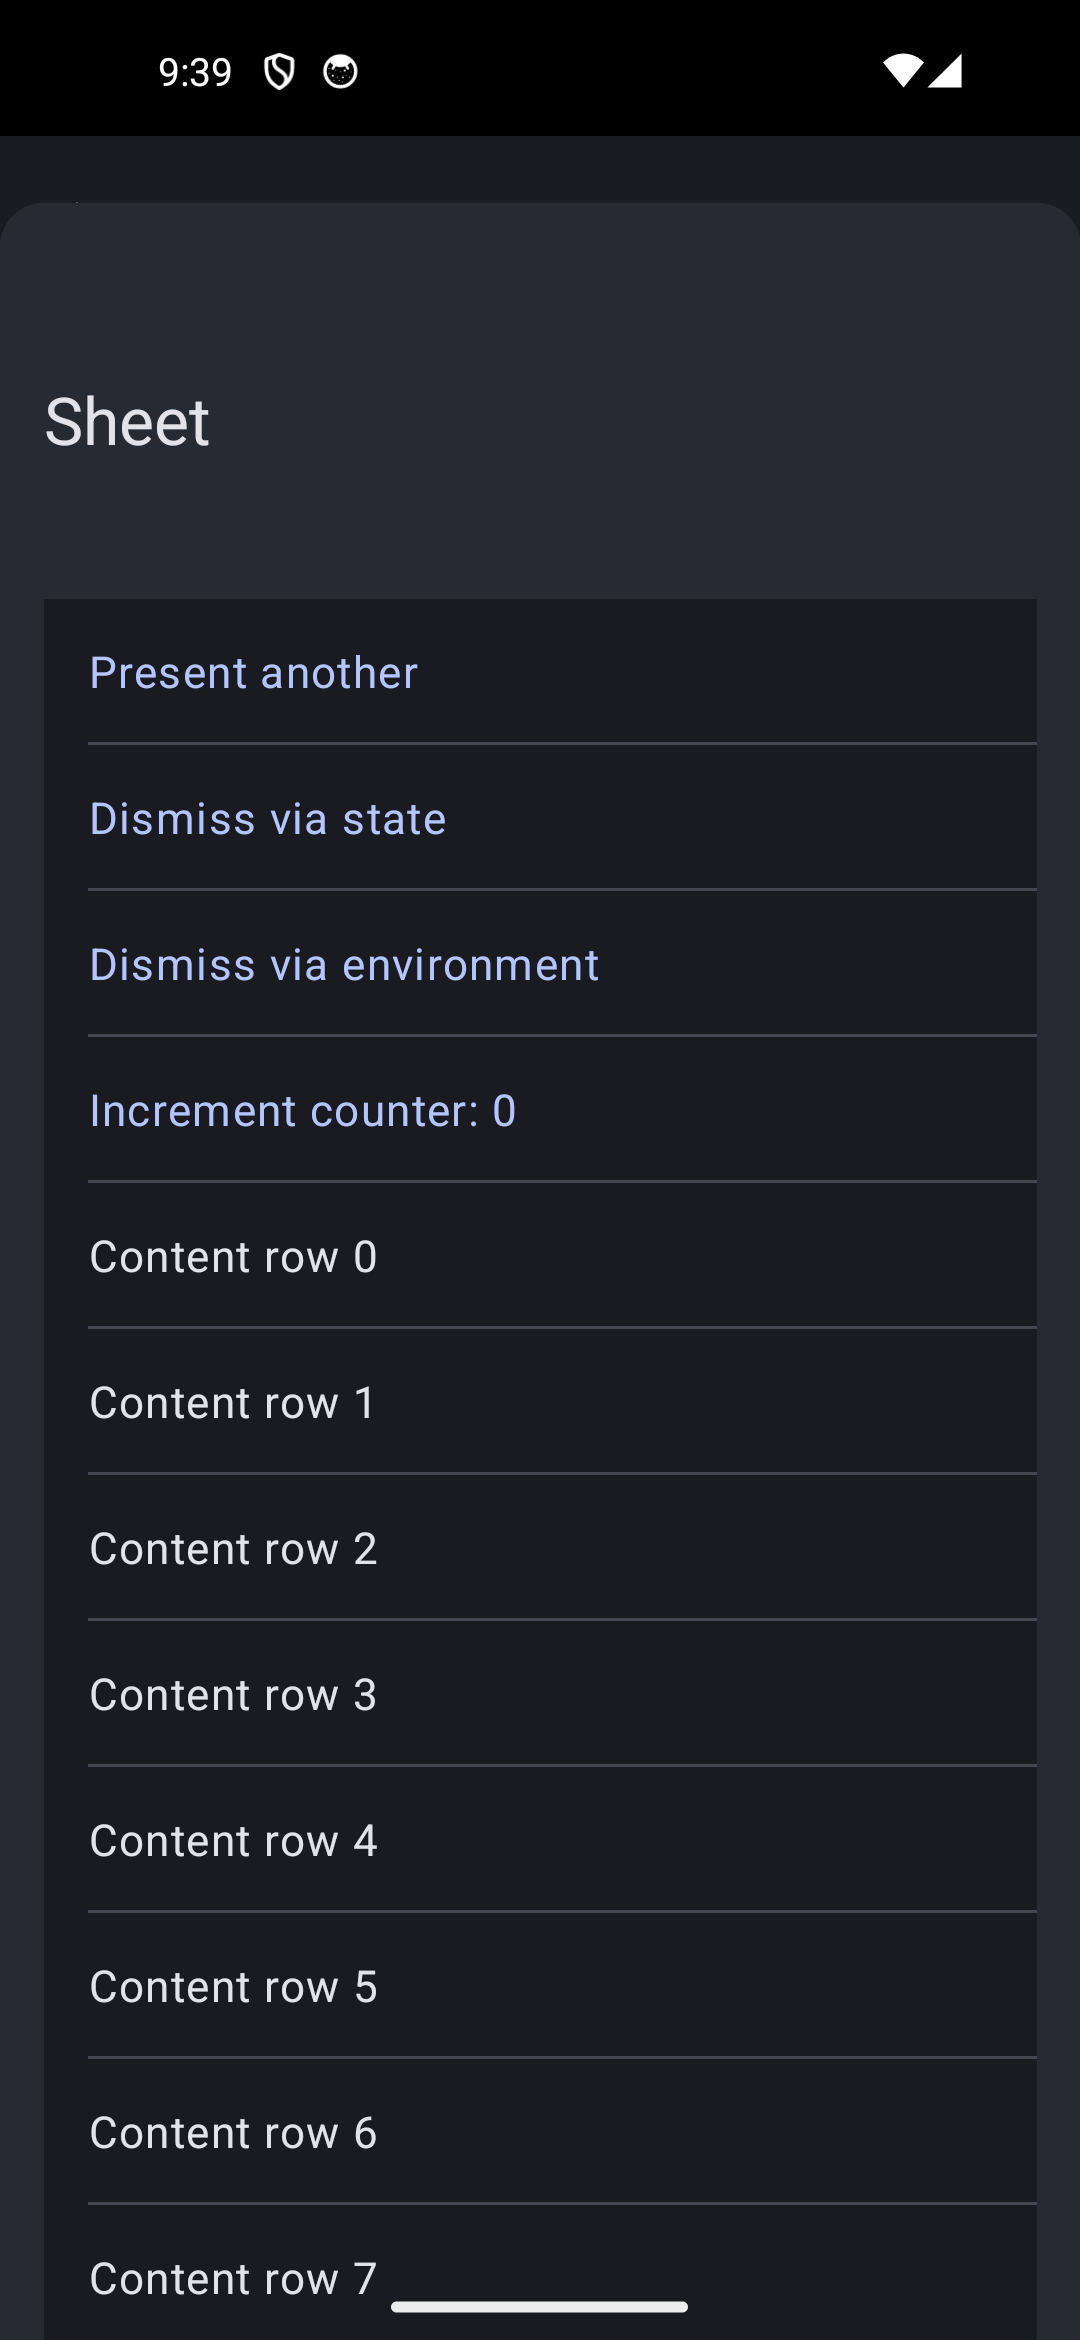 9:39
Sheet
Present another
Dismiss via state
Dismiss via environment
Increment counter: 0
Content row 0
Content row 1
Content row 2
Content row 3
Content row 4
Content row 5
Content row 6
Content row 7